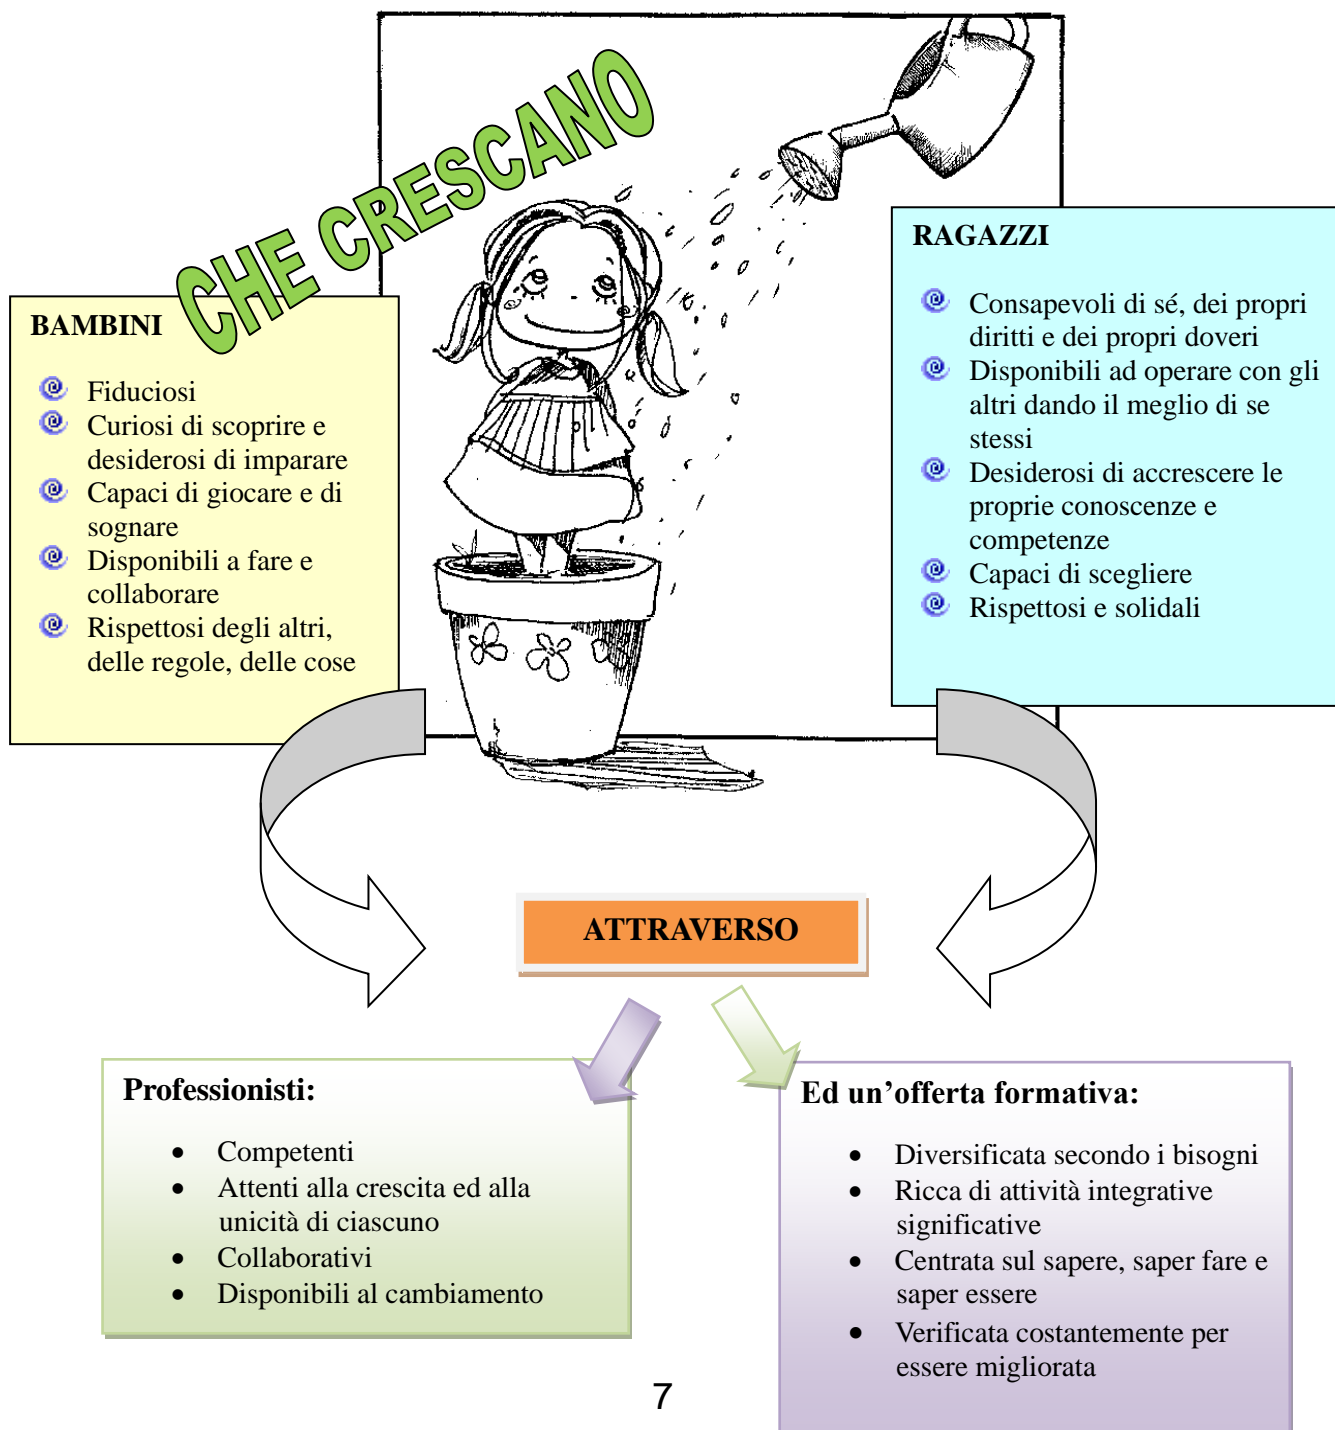 CHE CRESCANO
BAMBINI
Fiduciosi
Curiosi di scoprire e
desiderosi di imparare
Capaci di giocare e di
sognare
Disponibili a fare e
collaborare
Rispettosi degli altri,
delle regole, delle cose
RAGAZZI
Consapevoli di sé, dei propri
diritti e dei propri doveri
Disponibili ad operare con gli
altri dando il meglio di se
stessi
Desiderosi di accrescere le
proprie conoscenze e
competenze
Capaci di scegliere
Rispettosi e solidali
ATTRAVERSO
Professionisti:
• Competenti
• Attenti alla crescita ed alla
unicità di ciascuno
• Collaborativi
• Disponibili al cambiamento
Ed un’offerta formativa:
• Diversificata secondo i bisogni
• Ricca di attività integrative
significative
• Centrata sul sapere, saper fare e
saper essere
• Verificata costantemente per
essere migliorata
7